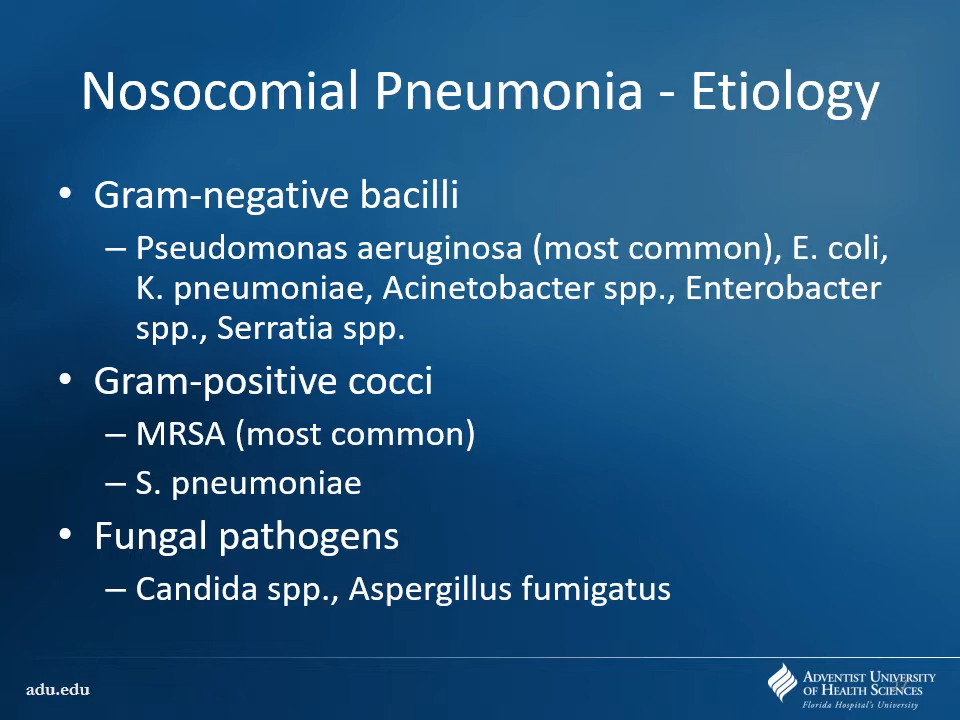 Nosocomial Pneumonia - Etiology
• Gram-negative bacilli
– Pseudomonas aeruginosa (most common), E. coli,
K. pneumoniae, Acinetobacter spp., Enterobacter
spp., Serratia spp.
• Gram-positive cocci
– MRSA (most common)
– S. pneumoniae
• Fungal pathogens
– Candida spp., Aspergillus fumigatus
adu.edu
ADVENTIST UNIVERSITY
OF HEALTH SCIENCES
Florida Hospital's University